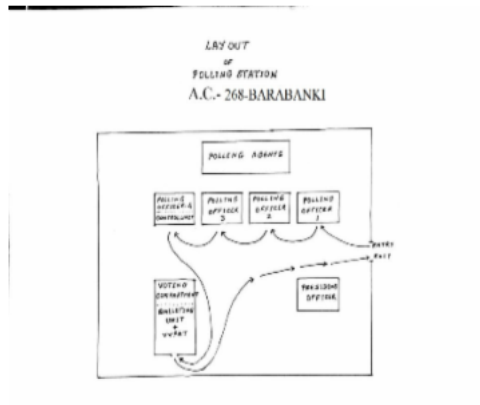 LAY OUT
OF
POLLING STATION
A.C.- 268-BARABANKI
POLLING AGENTS
POLLING
OFFICER
CONTROL UNIT
POLLING
OFFICER
3
POLLING
OFFICER
2
POLLING
OFFICER
1
ENTRY
EXIT
VOTING
COMPARTMENT
BALLOTING
UNIT
+
VVPAT
PRESIDING
OFFICER